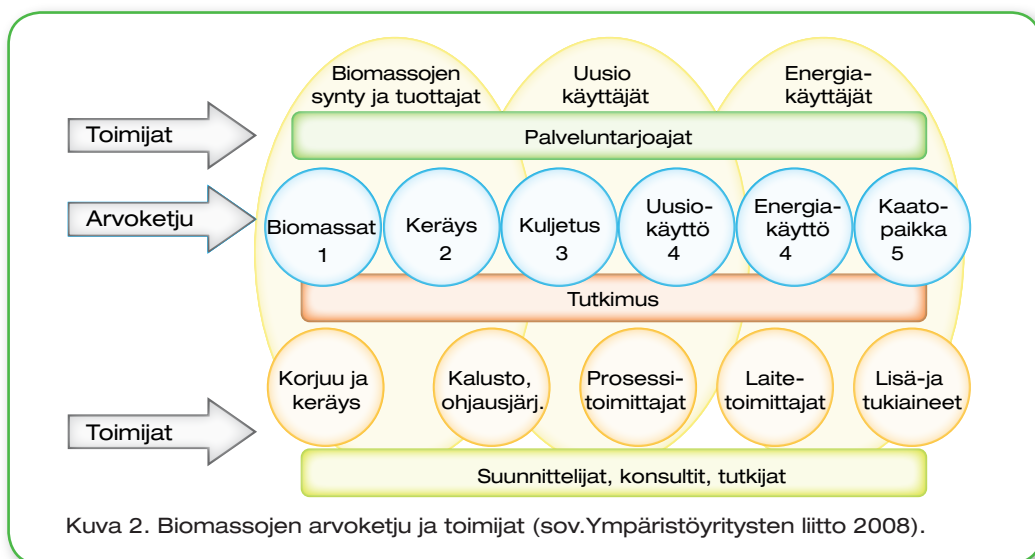 Biomassojen
synty ja tuottajat
Uusio
käyttäjät
Energia-
käyttäjät
Toimijat
Palveluntarjoajat
Arvoketju
Biomassat
1
Keräys
2
Kuljetus
3
Uusio-
käyttö
4
Energia-
käyttö
4
Kaato-
paikka
5
Tutkimus
Korjuu ja
keräys
Kalusto,
ohjausjärj.
Prosessi-
toimittajat
Laite-
toimittajat
Lisä-ja
tukiaineet
Toimijat
Suunnittelijat, konsultit, tutkijat
Kuva 2. Biomassojen arvoketju ja toimijat (sov.Ympäristöyritysten liitto 2008).